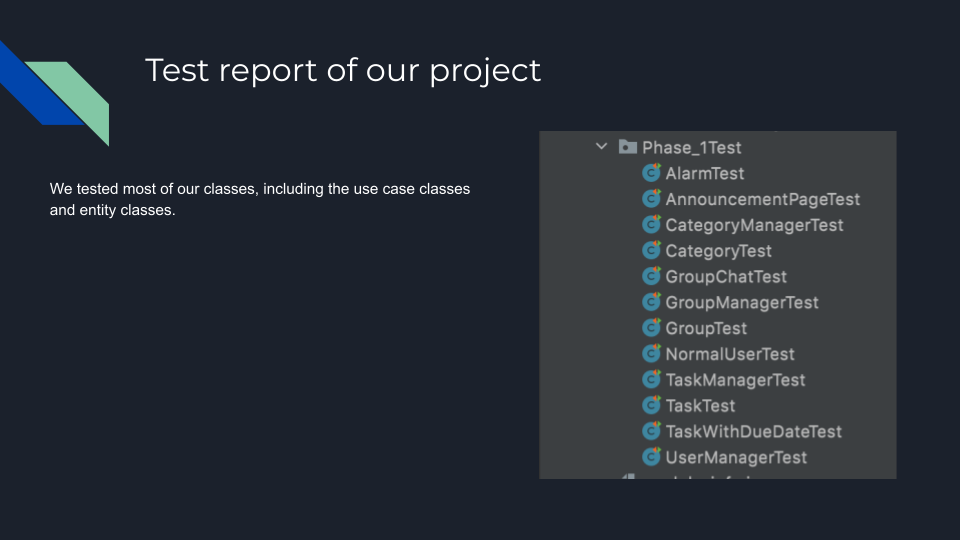 Test report of our project
We tested most of our classes, including the use case classes
and entity classes.
Phase_1Test
AlarmTest
AnnouncementPageTest
CategoryManagerTest
CategoryTest
GroupChatTest
GroupManagerTest
GroupTest
NormalUserTest
TaskManagerTest
TaskTest
TaskWithDueDateTest
UserManagerTest